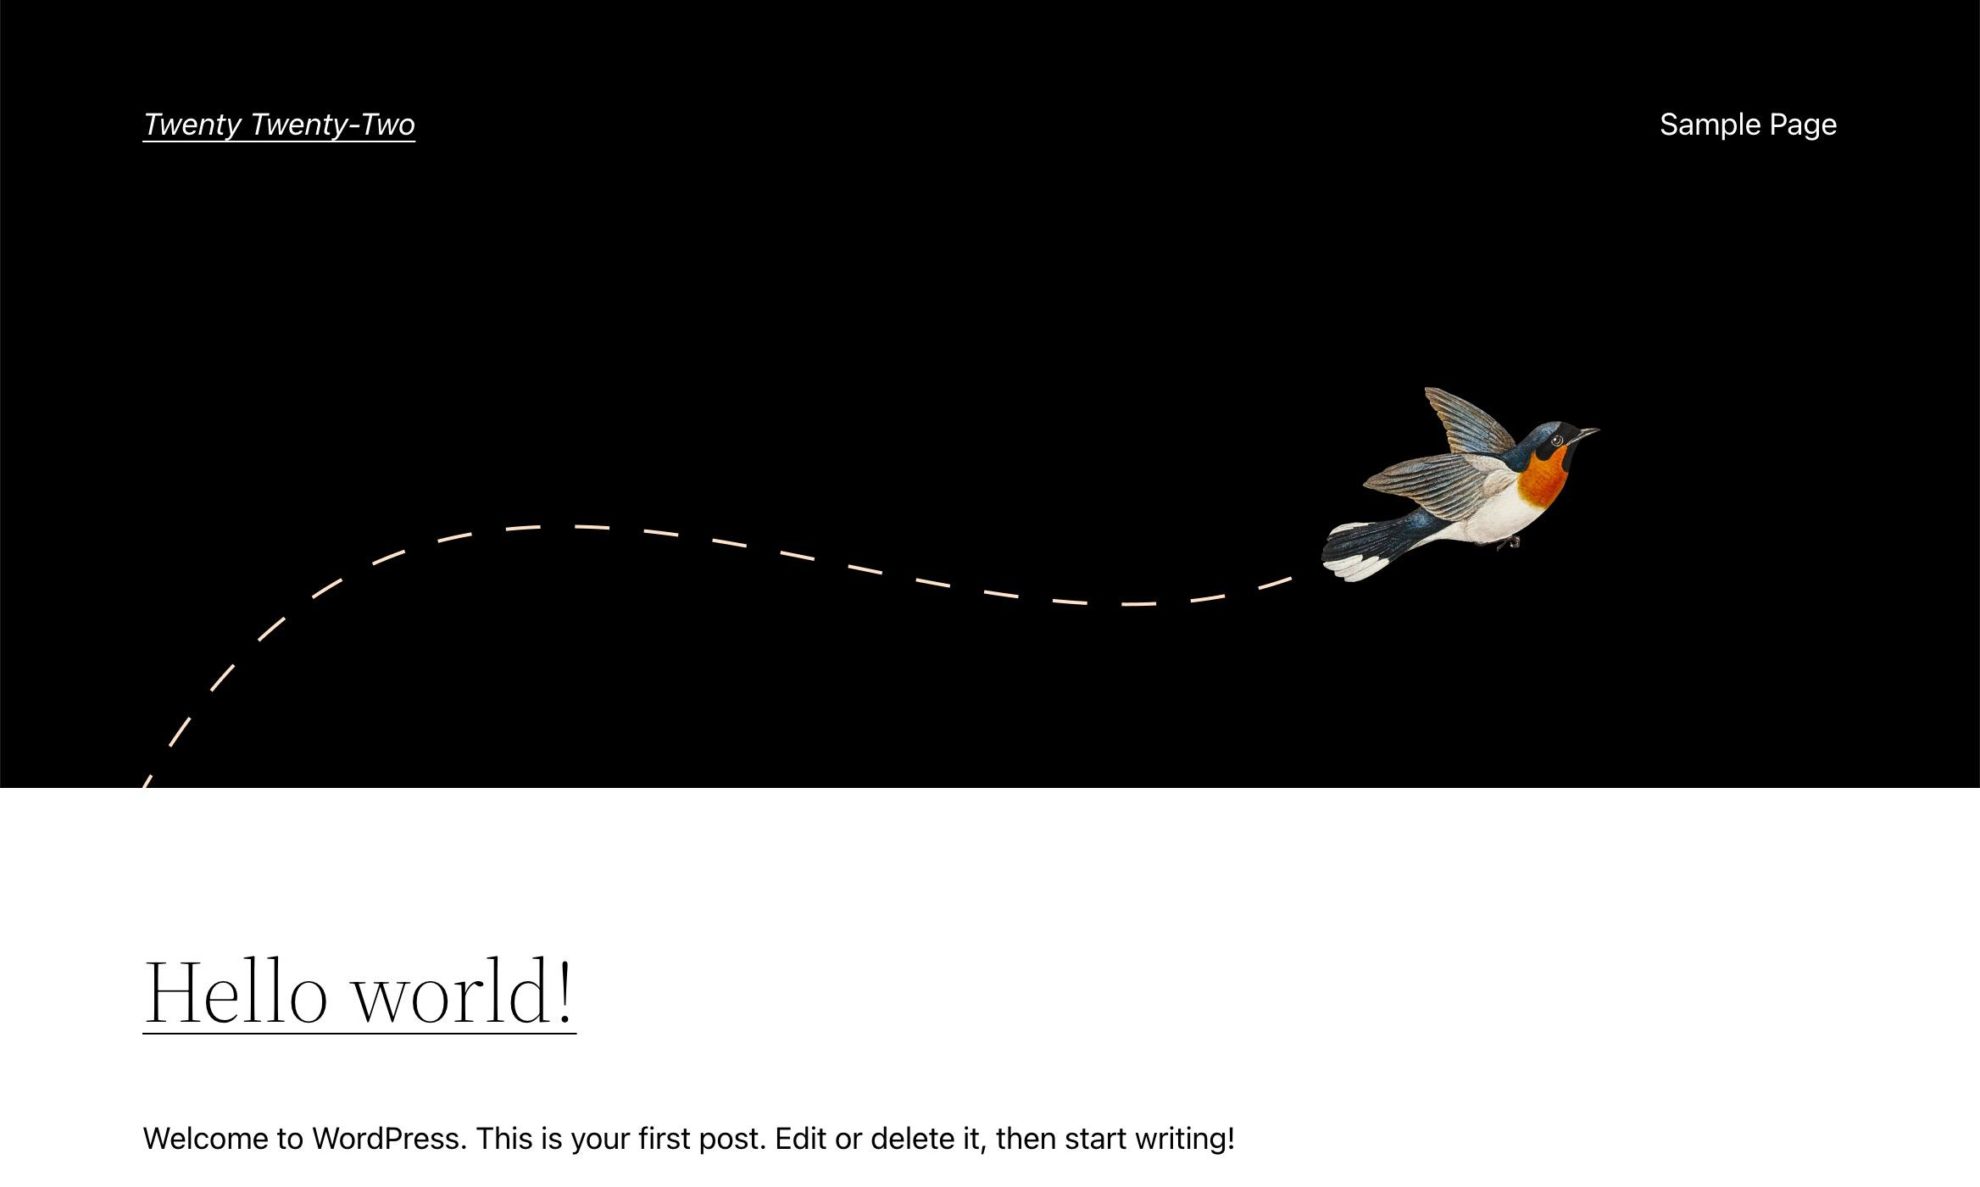 Twenty Twenty-Two
Sample Page
Hello world!
Welcome to WordPress. This is your first post. Edit or delete it, then start writing!